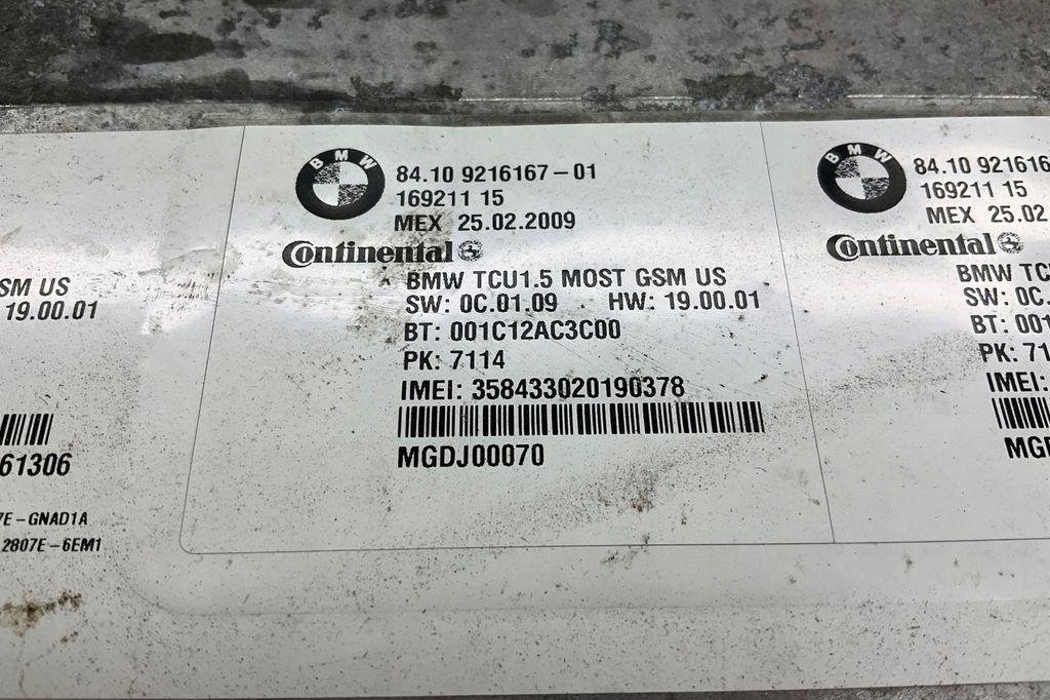 BMW
84.10 9216167-01
169211 15
MEX 25.02.2009
Continental
BMW TCU1.5 MOST GSM US
SW: 0C.01.09 HW: 19.00.01
BT: 001C12AC3C00
PK: 7114
IMEI: 358433020190378
MGDJ00070
SM US
19.00.01
61306
7E-GNAD1A
2807E-6EM1
BMW
84.10 921616
169211 15
MEX 25.02
Continental
BMW TC
SW: 0C.
BT: 001
PK: 71
IMEI:
MG